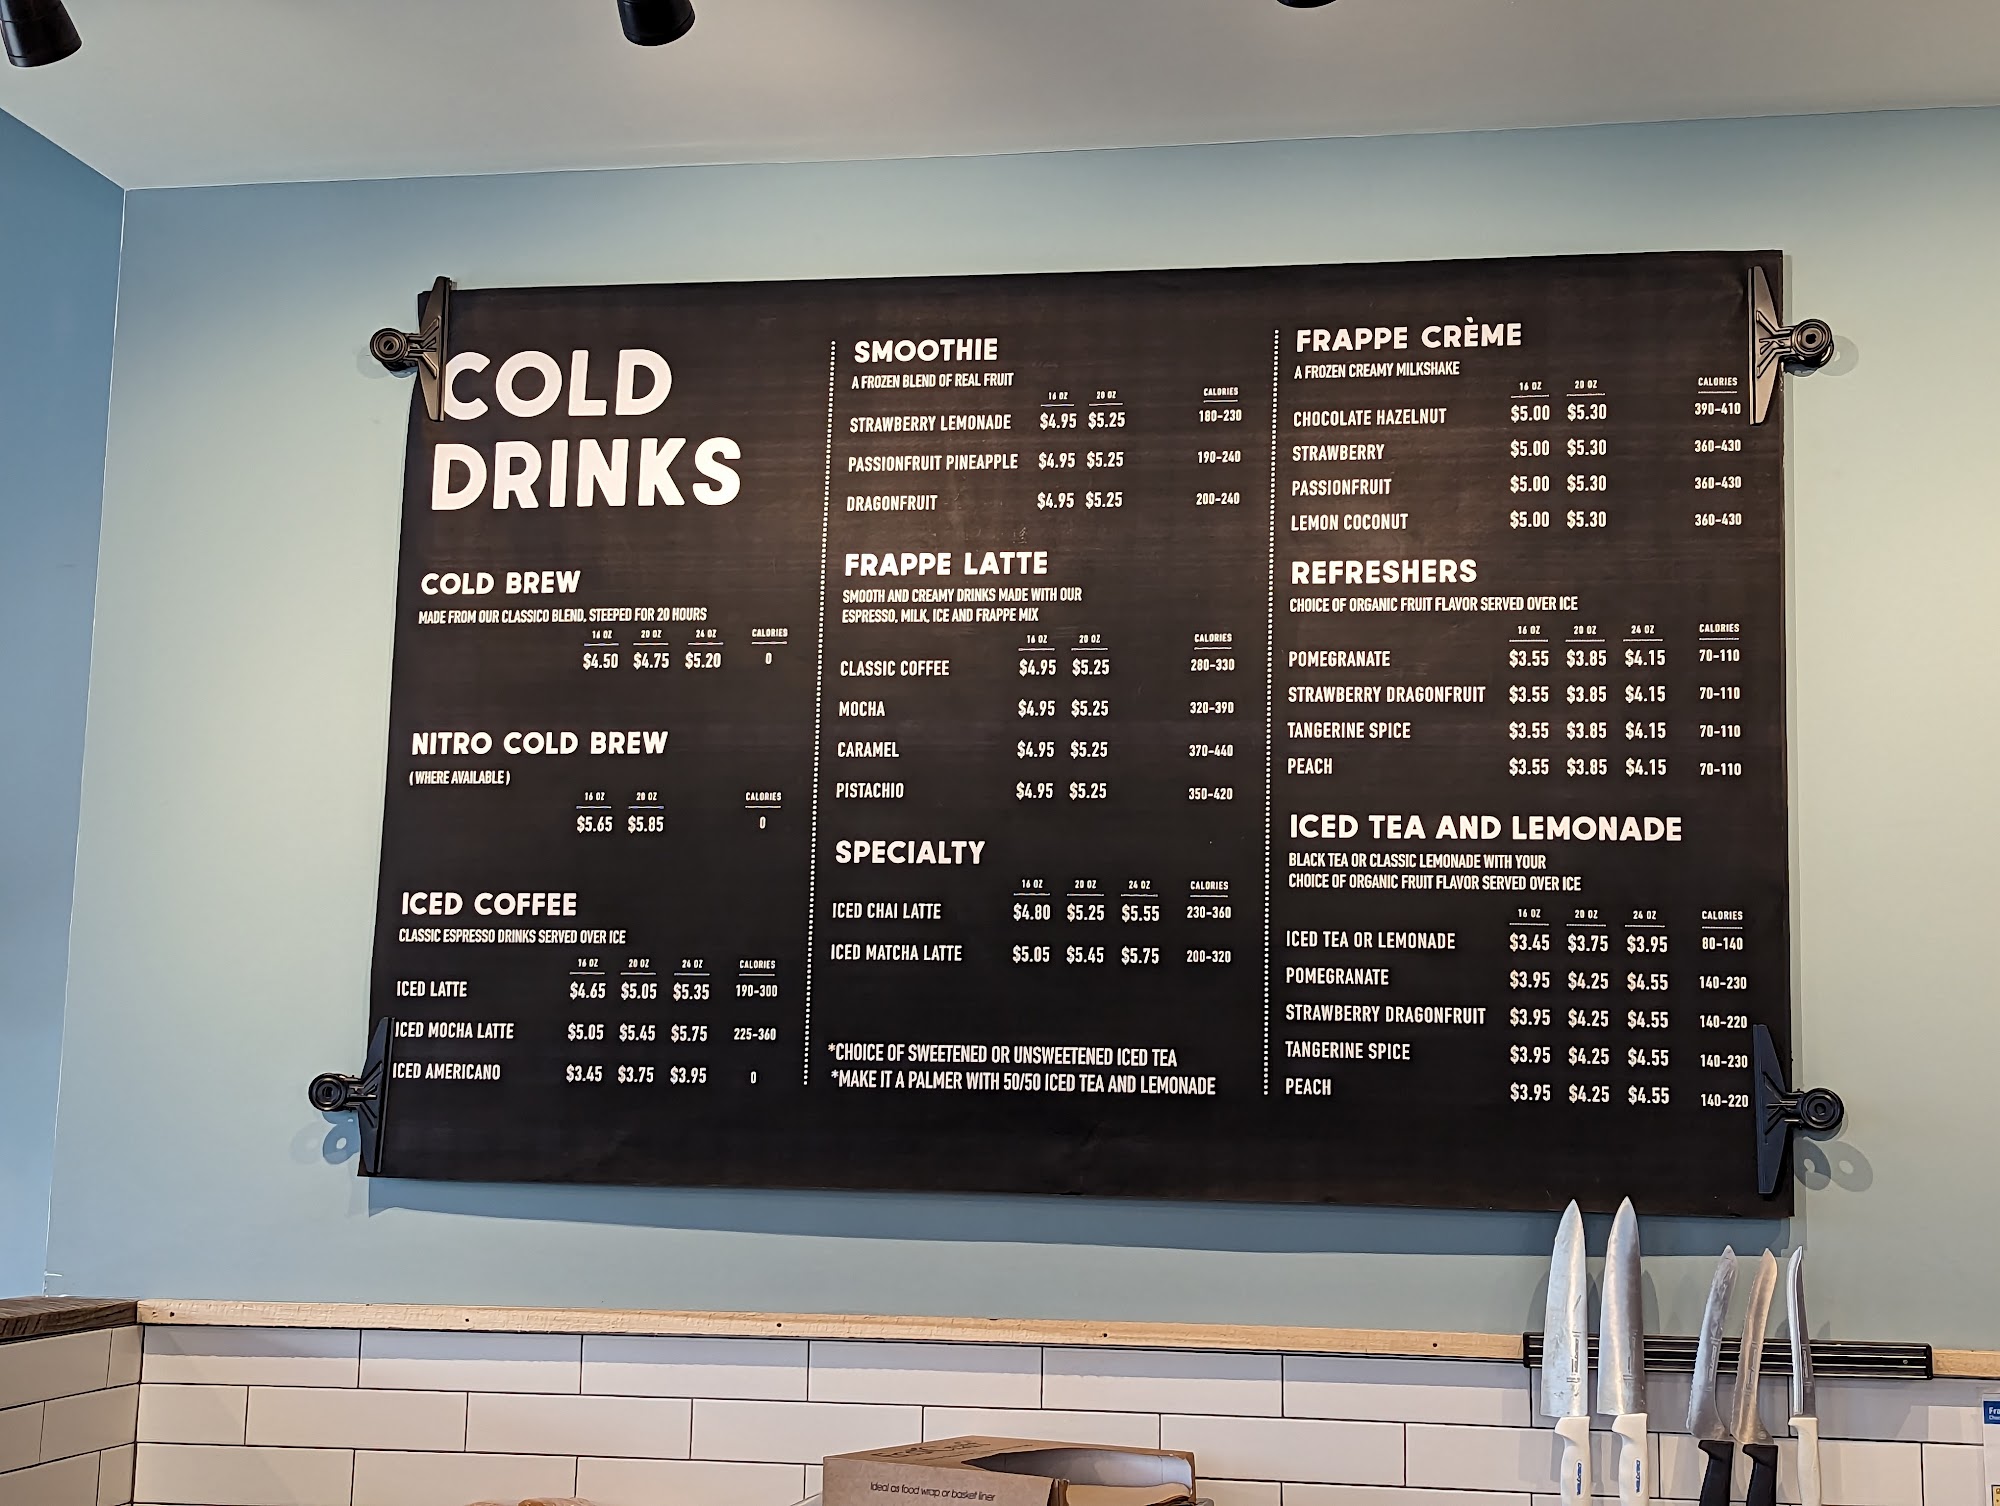 COLD
DRINKS
COLD BREW
MADE FROM OUR CLASSICO BLEND, STEEPED FOR 20 HOURS
16 OZ 20 OZ 24 OZ CALORIES
$4.50 $4.75 $5.20 0
NITRO COLD BREW
(WHERE AVAILABLE)
16 OZ 20 OZ CALORIES
$5.65 $5.85 0
ICED COFFEE
CLASSIC ESPRESSO DRINKS SERVED OVER ICE
16 OZ 20 OZ 24 OZ CALORIES
ICED LATTE $4.65 $5.05 $5.35 190-300
ICED MOCHA LATTE $5.05 $5.45 $5.75 225-360
ICED AMERICANO $3.45 $3.75 $3.95 0
SMOOTHIE
A FROZEN BLEND OF REAL FRUIT
16 OZ 20 OZ CALORIES
STRAWBERRY LEMONADE $4.95 $5.25 180-230
PASSIONFRUIT PINEAPPLE $4.95 $5.25 190-240
DRAGONFRUIT $4.95 $5.25 200-240
FRAPPE LATTE
SMOOTH AND CREAMY DRINKS MADE WITH OUR
ESPRESSO, MILK, ICE AND FRAPPE MIX
16 OZ 20 OZ CALORIES
CLASSIC COFFEE $4.95 $5.25 280-330
MOCHA $4.95 $5.25 320-390
CARAMEL $4.95 $5.25 370-440
PISTACHIO $4.95 $5.25 350-420
SPECIALTY
16 OZ 20 OZ 24 OZ CALORIES
ICED CHAI LATTE $4.80 $5.25 $5.55 230-360
ICED MATCHA LATTE $5.05 $5.45 $5.75 200-320
*CHOICE OF SWEETENED OR UNSWEETENED ICED TEA
*MAKE IT A PALMER WITH 50/50 ICED TEA AND LEMONADE
FRAPPE CRÈME
A FROZEN CREAMY MILKSHAKE
16 OZ 20 OZ CALORIES
CHOCOLATE HAZELNUT $5.00 $5.30 390-410
STRAWBERRY $5.00 $5.30 360-430
PASSIONFRUIT $5.00 $5.30 360-430
LEMON COCONUT $5.00 $5.30 360-430
REFRESHERS
CHOICE OF ORGANIC FRUIT FLAVOR SERVED OVER ICE
16 OZ 20 OZ 24 OZ CALORIES
POMEGRANATE $3.55 $3.85 $4.15 70-110
STRAWBERRY DRAGONFRUIT $3.55 $3.85 $4.15 70-110
TANGERINE SPICE $3.55 $3.85 $4.15 70-110
PEACH $3.55 $3.85 $4.15 70-110
ICED TEA AND LEMONADE
BLACK TEA OR CLASSIC LEMONADE WITH YOUR
CHOICE OF ORGANIC FRUIT FLAVOR SERVED OVER ICE
16 OZ 20 OZ 24 OZ CALORIES
ICED TEA OR LEMONADE $3.45 $3.75 $3.95 80-140
POMEGRANATE $3.95 $4.25 $4.55 140-230
STRAWBERRY DRAGONFRUIT $3.95 $4.25 $4.55 140-220
TANGERINE SPICE $3.95 $4.25 $4.55 140-230
PEACH $3.95 $4.25 $4.55 140-220
Ideal as food wrap or basket liner